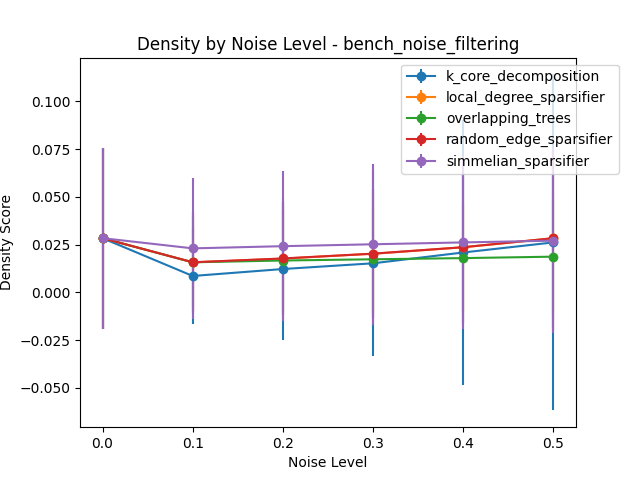 Density by Noise Level - bench_noise_filtering
k_core_decomposition
local_degree_sparsifier
overlapping_trees
random_edge_sparsifier
simmelian_sparsifier
Density Score
0.100
0.075
0.050
0.025
0.000
−0.025
−0.050
0.0 0.1 0.2 0.3 0.4 0.5
Noise Level